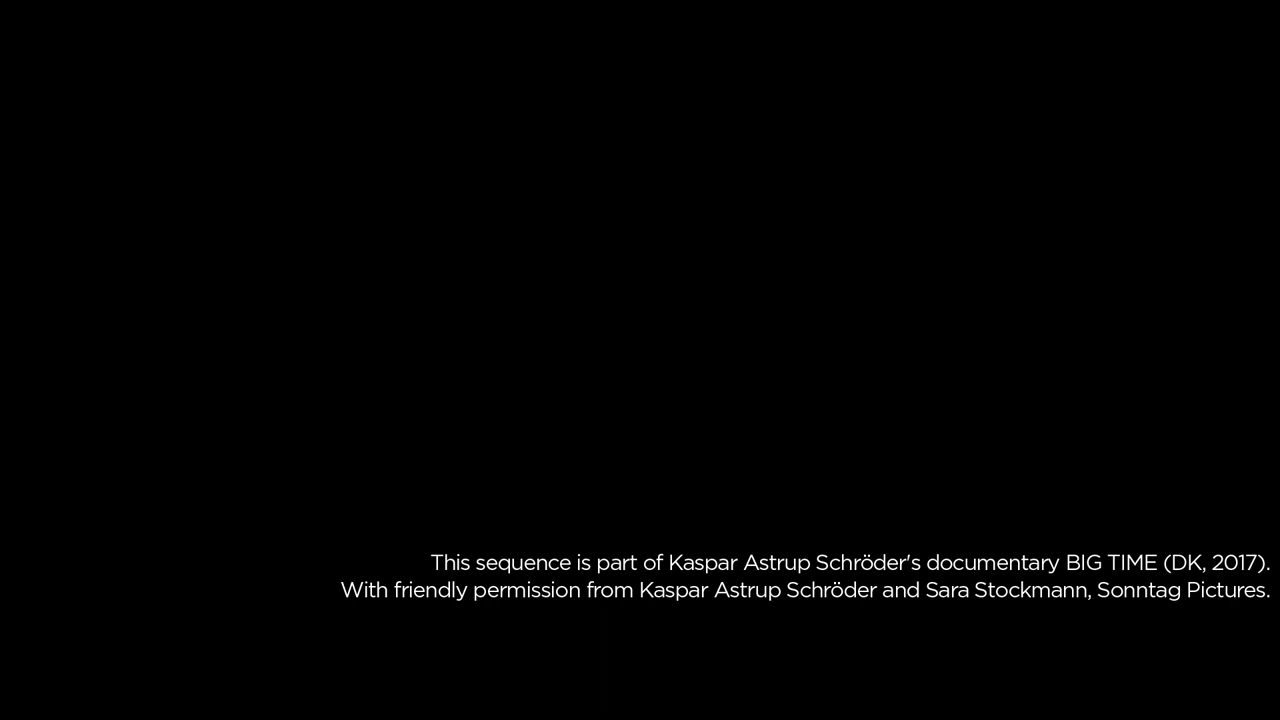 This sequence is part of Kaspar Astrup Schröder's documentary BIG TIME (DK, 2017).
With friendly permission from Kaspar Astrup Schröder and Sara Stockmann, Sonntag Pictures.